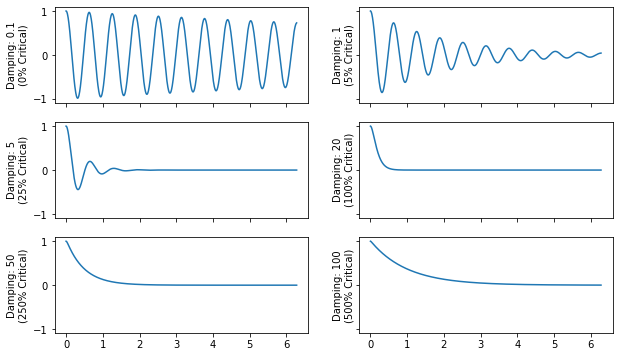 Damping: 0.1
(0% Critical)
1
0
−1
Damping: 1
(5% Critical)
Damping: 5
(25% Critical)
1
0
−1
Damping: 20
(100% Critical)
Damping: 50
(250% Critical)
1
0
−1
0 1 2 3 4 5 6
Damping: 100
(500% Critical)
0 1 2 3 4 5 6